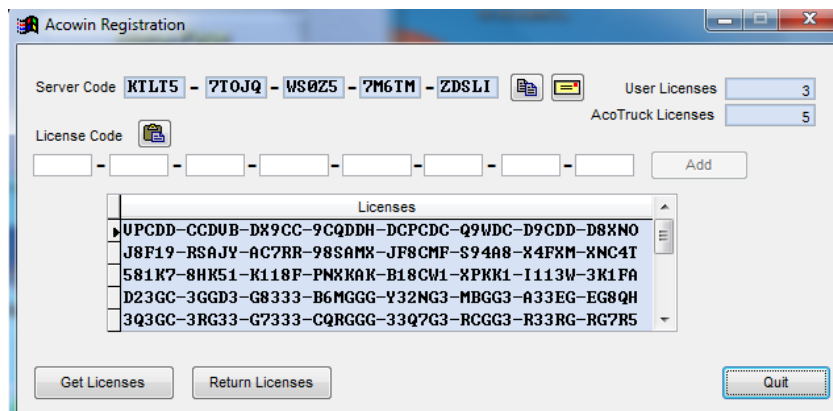 Acowin Registration
Server Code KTLT5 - 7TOJQ - WS0Z5 - 7M6TM - ZDSLI
User Licenses 3
AcoTruck Licenses 5
License Code
- - - - - - - Add
Licenses
VPCDD-CCDVB-DX9CC-9CQDDH-DCPCDC-Q9WDC-D9CDD-D8XNO
J8F19-RSAJY-AC7RR-98SAMX-JF8CMF-S94A8-X4FXM-XNC4T
581K7-8HK51-K118F-PNXKAK-B18CW1-XPKK1-I113W-3K1FA
D23GC-3GGD3-G8333-B6MGGG-Y32NG3-MBGG3-A33EG-EG8QH
3Q3GC-3RG33-G7333-CQRGGG-33Q7G3-RCGG3-R33RG-RG7R5
Get Licenses Return Licenses Quit